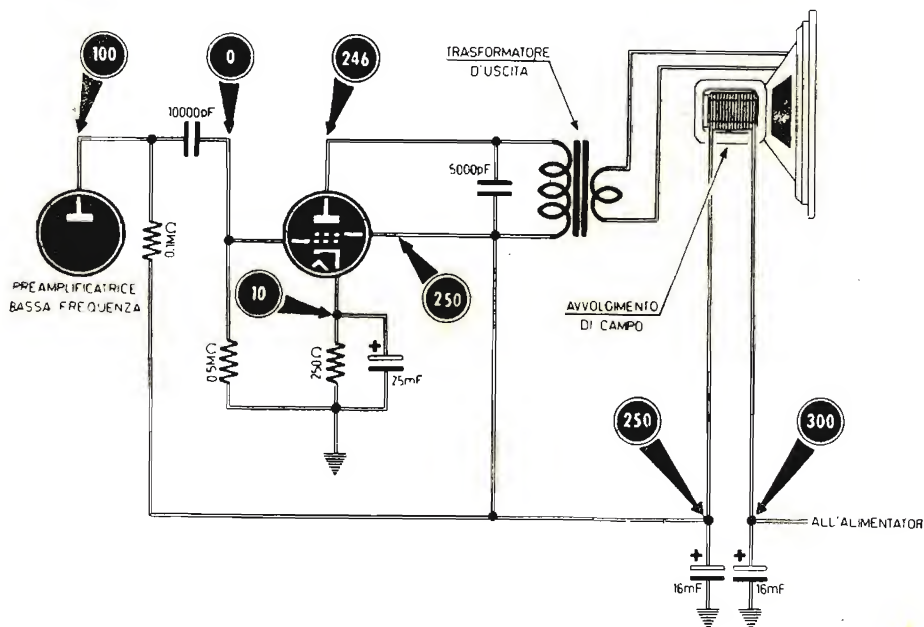 100
0
246
TRASFORMATORE
D'USCITA
10000pF
5000pF
0.1MΩ
PREAMPLIFICATRICE
BASSA FREQUENZA
10
250
AVVOLGIMENTO
DI CAMPO
0.5MΩ
250Ω
25mF
250
300
ALL'ALIMENTATOR
16mF
16mF